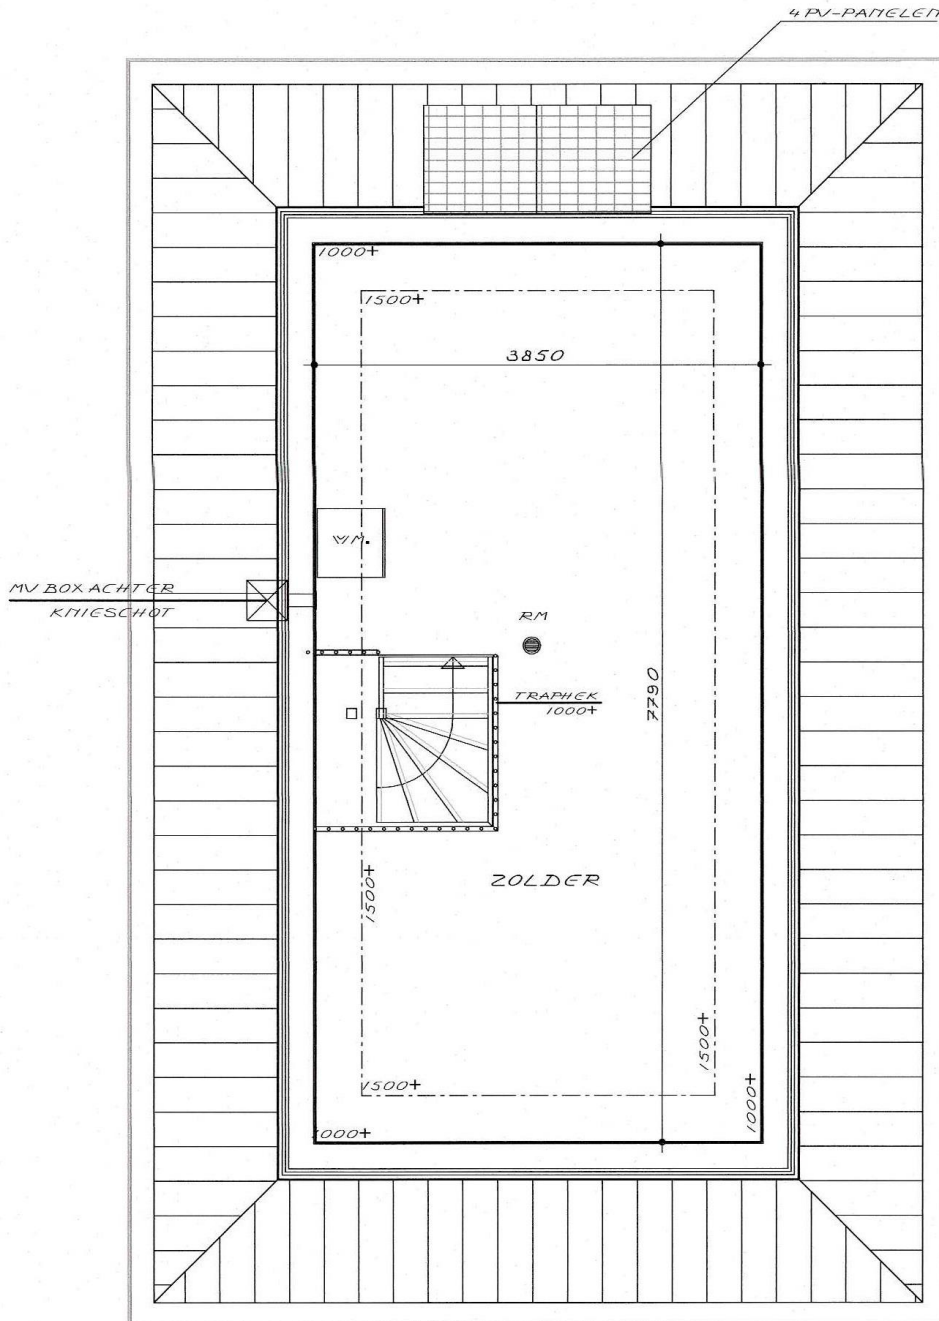 4 PV-PANELEN
1000+
1500+
3850
W.M.
MV BOX ACHTER
KNIESCHOT
RM
TRAPHEK
1000+
7790
1500+
ZOLDER
1500+
1500+
1000+
1000+